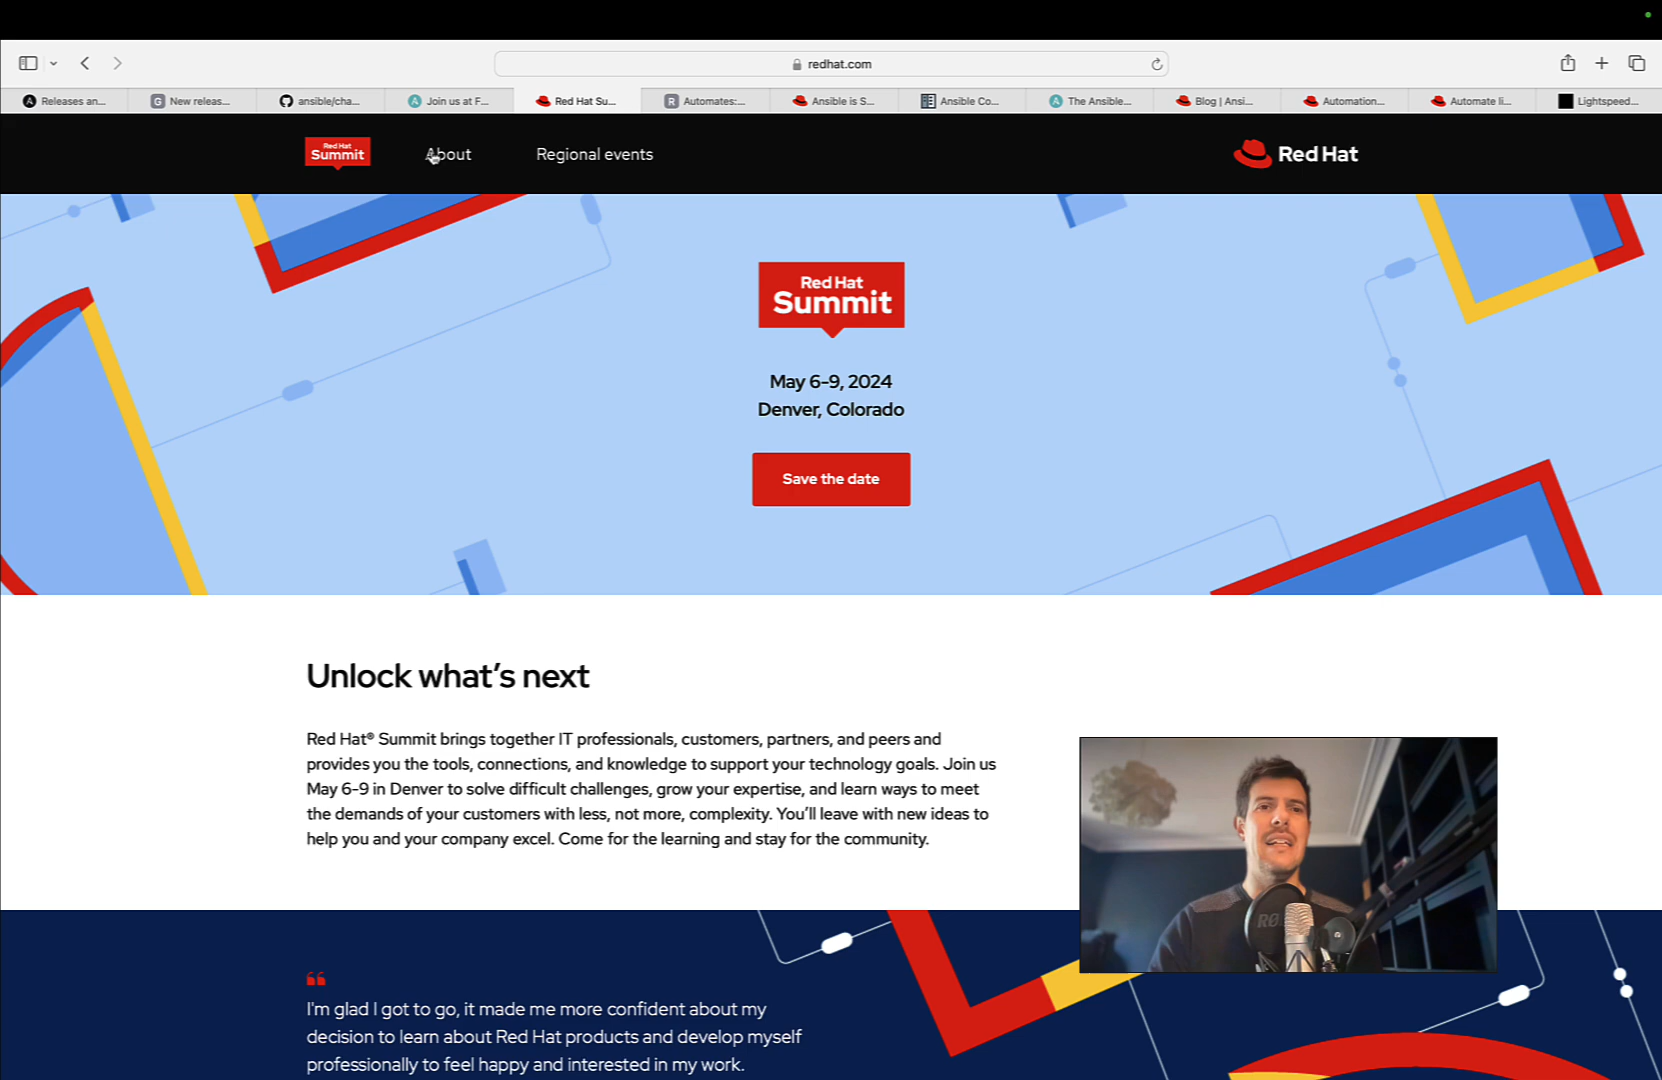 redhat.com
Releases an...
New releas...
ansible/cha...
Join us at F...
Red Hat Su...
Automates:...
Ansible is S...
Ansible Co...
The Ansible...
Blog | Ansi...
Automation...
Automate li...
Lightspeed...
Red Hat
Summit
About
Regional events
Red Hat
Red Hat
Summit
May 6-9, 2024
Denver, Colorado
Save the date
Unlock what's next
Red Hat® Summit brings together IT professionals, customers, partners, and peers and
provides you the tools, connections, and knowledge to support your technology goals. Join us
May 6-9 in Denver to solve difficult challenges, grow your expertise, and learn ways to meet
the demands of your customers with less, not more, complexity. You'll leave with new ideas to
help you and your company excel. Come for the learning and stay for the community.
I'm glad I got to go, it made me more confident about my
decision to learn about Red Hat products and develop myself
professionally to feel happy and interested in my work.